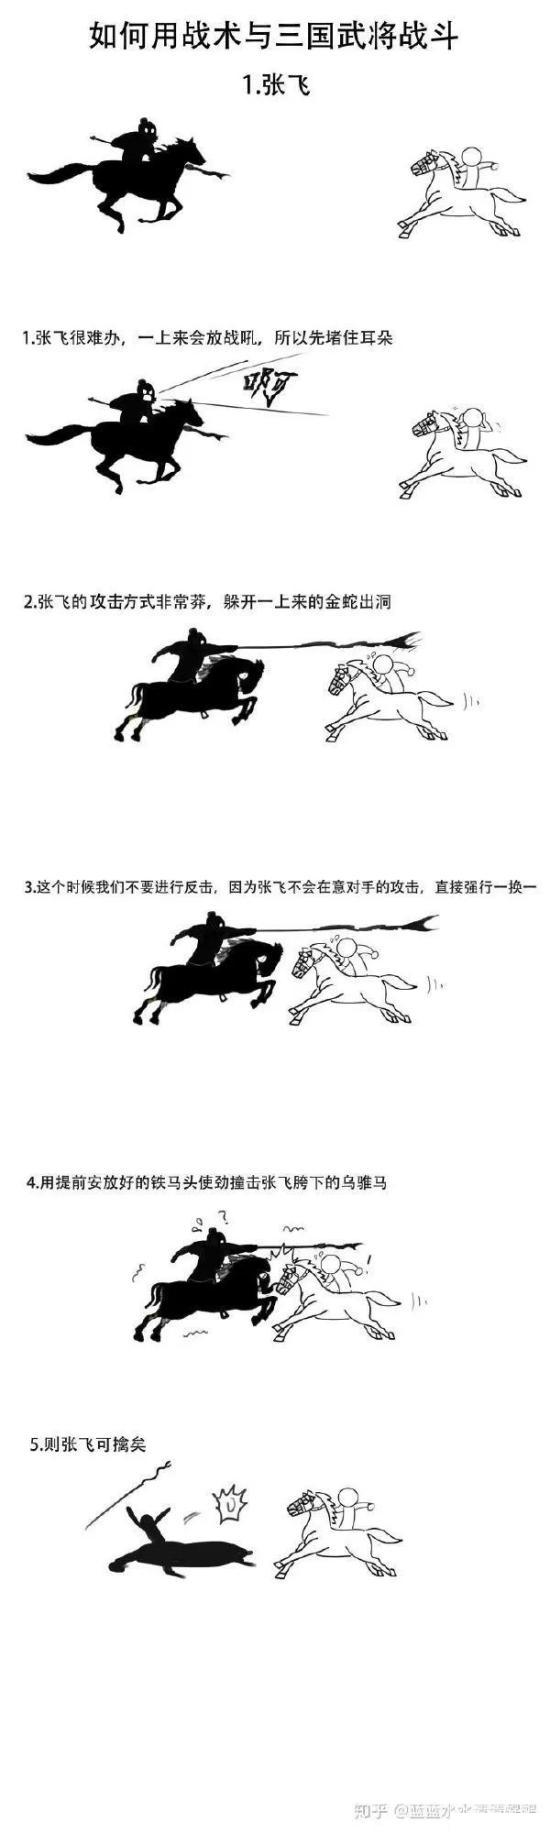 如何用战术与三国武将战斗
1.张飞
1.张飞很难办，一上来会放战吼，所以先堵住耳朵
啊
2.张飞的攻击方式非常莽，躲开一上来的金蛇出洞
3.这个时候我们不要进行反击，因为张飞不会在意对手的攻击，直接强行一换一
?
4.用提前安放好的铁马头使劲撞击张飞胯下的乌骓马
!
5.则张飞可擒矣
知乎 @蓝蓝水水